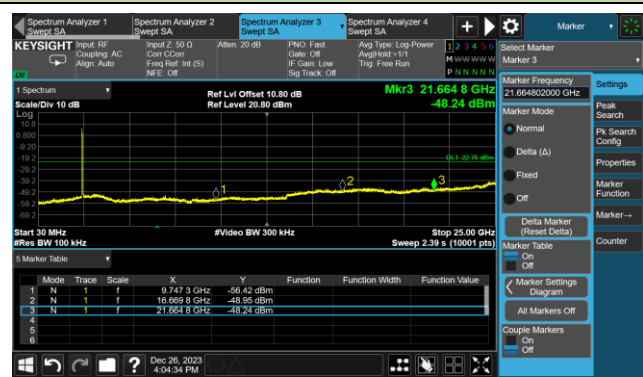 Spectrum Analyzer 1
Swept SA
Spectrum Analyzer 2
Swept SA
Spectrum Analyzer 3
Swept SA
Spectrum Analyzer 4
Swept SA
+
Marker
KEYSIGHT
Input: RF
Coupling: AC
Align: Auto
Input Z: 50 Ω
Corr CCorr
Freq Ref: Int (S)
NFE: Off
Atten: 20 dB
PNO: Fast
Gate: Off
IF Gain: Low
Sig Track: Off
Avg Type: Log-Power
Avg|Hold:>1/1
Trig: Free Run
1 2 3 4 5 6
M W W W W W
P N N N N N
Select Marker
Marker 3
1 Spectrum
Scale/Div 10 dB
Log
Ref Lvl Offset 10.80 dB
Ref Level 20.80 dBm
Mkr3 21.664 8 GHz
-48.24 dBm
10.8
0.800
-9.20
-19.2
-29.2
-39.2
-49.2
-59.2
-69.2
DL1 -22.76 dBm
1
2
3
Start 30 MHz
#Res BW 100 kHz
#Video BW 300 kHz
Stop 25.00 GHz
Sweep 2.39 s (10001 pts)
5 Marker Table
Mode Trace Scale X Y Function Function Width Function Value
1 N 1 f 9.747 3 GHz -56.42 dBm
2 N 1 f 16.669 8 GHz -48.95 dBm
3 N 1 f 21.664 8 GHz -48.24 dBm
4
5
6
Marker Frequency
21.664802000 GHz
Marker Mode
Normal
Delta (Δ)
Fixed
Off
Delta Marker
(Reset Delta)
Marker Table
On
Off
Marker Settings
Diagram
All Markers Off
Couple Markers
On
Off
Settings
Peak
Search
Pk Search
Config
Properties
Marker
Function
Marker→
Counter
?
Dec 26, 2023
4:04:34 PM